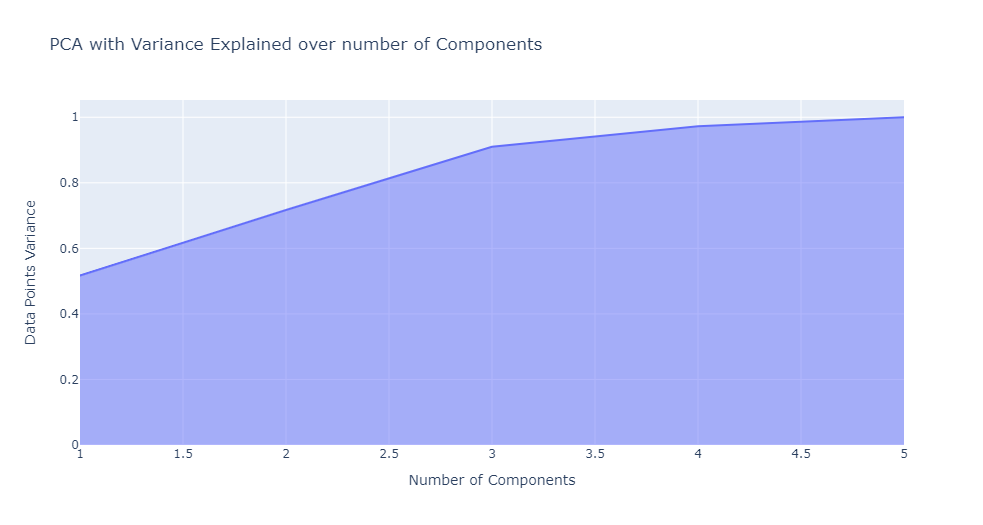 PCA with Variance Explained over number of Components
Data Points Variance
1
0.8
0.6
0.4
0.2
0
1 1.5 2 2.5 3 3.5 4 4.5 5
Number of Components